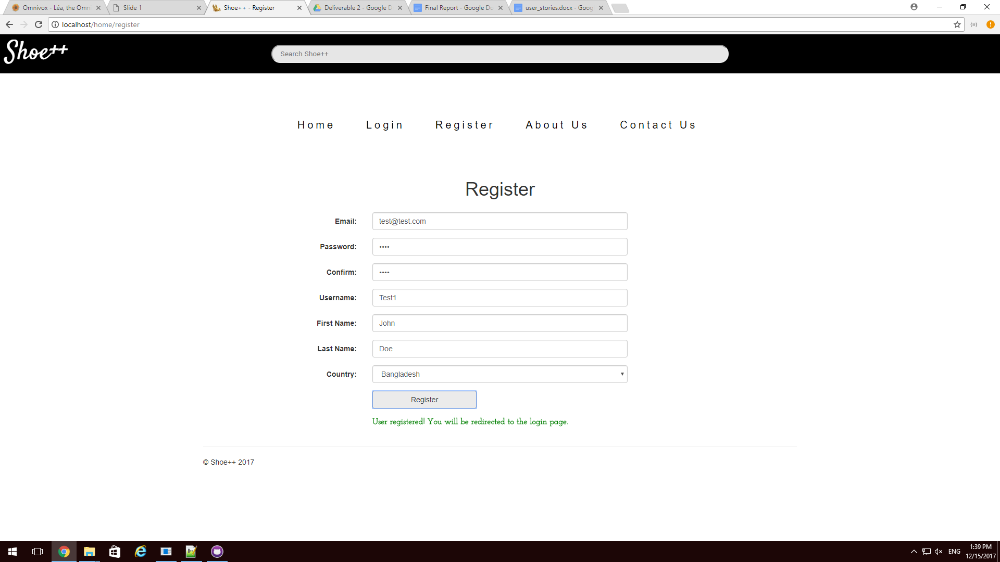 Omnivox - Léa, the Omni
Slide 1
Shoe++ - Register
Deliverable 2 - Google D
Final Report - Google Do
user_stories.docx - Goog
localhost/home/register
Shoe++
Search Shoe++
Home
Login
Register
About Us
Contact Us
Register
Email: test@test.com
Password: ••••
Confirm: ••••
Username: Test1
First Name: John
Last Name: Doe
Country: Bangladesh
Register
User registered! You will be redirected to the login page.
© Shoe++ 2017
ENG
1:39 PM
12/15/2017